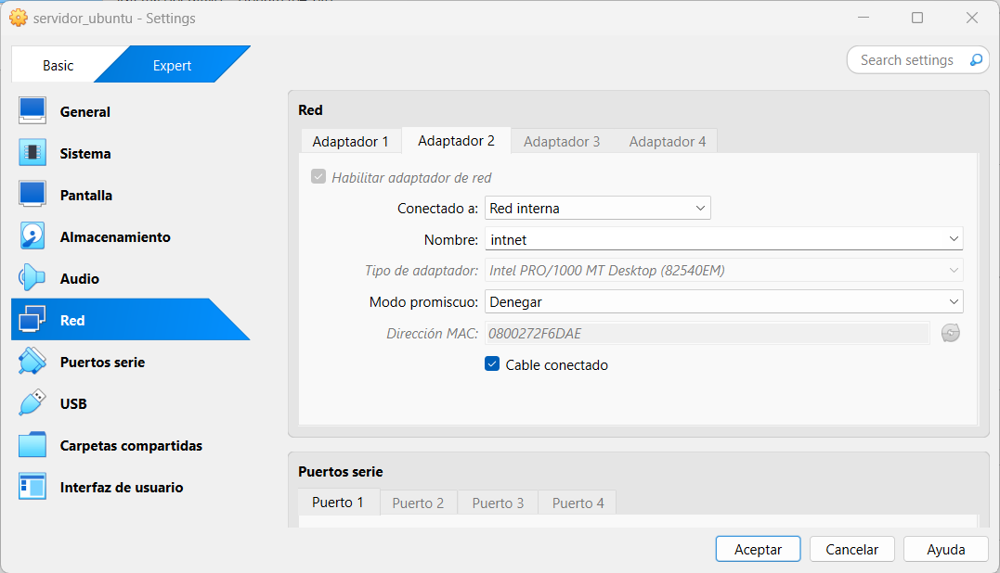 servidor_ubuntu - Settings
Basic
Expert
Search settings
General
Sistema
Pantalla
Almacenamiento
Audio
Red
Puertos serie
USB
Carpetas compartidas
Interfaz de usuario
Red
Adaptador 1
Adaptador 2
Adaptador 3
Adaptador 4
Habilitar adaptador de red
Conectado a: Red interna
Nombre: intnet
Tipo de adaptador: Intel PRO/1000 MT Desktop (82540EM)
Modo promiscuo: Denegar
Dirección MAC: 0800272F6DAE
Cable conectado
Puertos serie
Puerto 1
Puerto 2
Puerto 3
Puerto 4
Aceptar
Cancelar
Ayuda